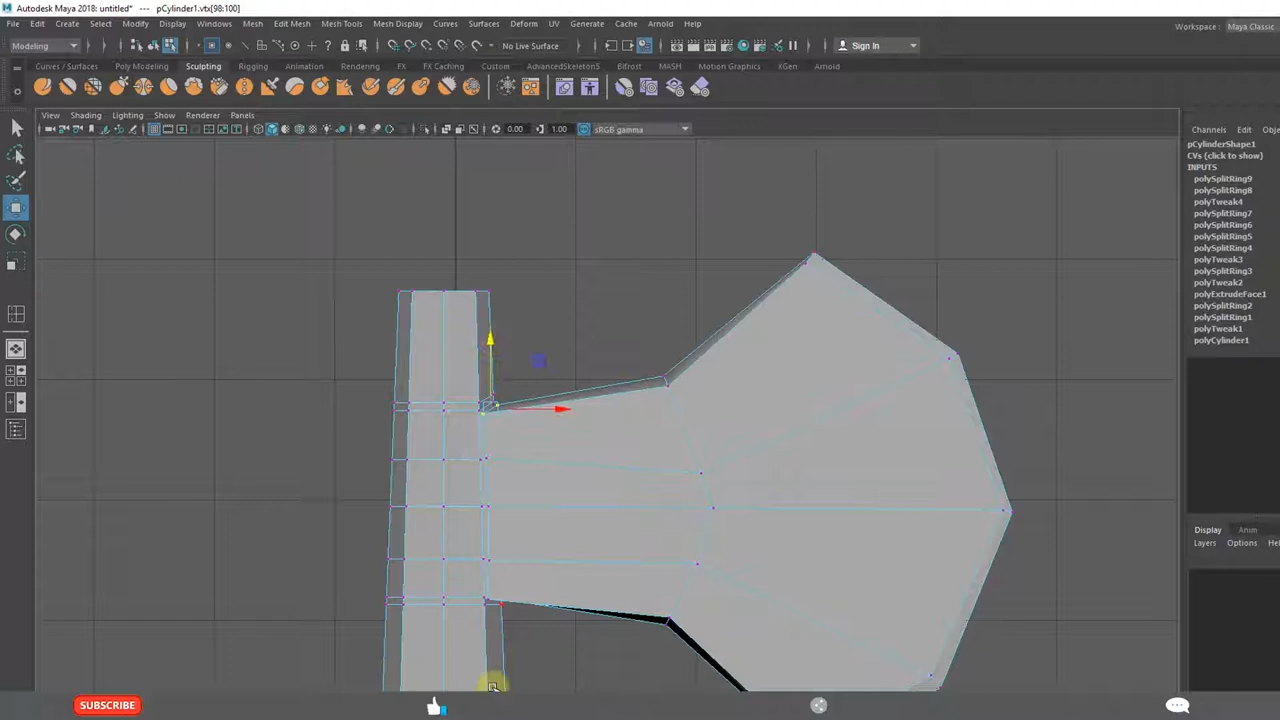 Autodesk Maya 2018: untitled* --- pCylinder1.vtx[98:100]
File Edit Create Select Modify Display Windows Mesh Edit Mesh Mesh Tools Mesh Display Curves Surfaces Deform UV Generate Cache Arnold Help
Workspace: Maya Classic
Modeling No Live Surface Sign In
Curves / Surfaces Poly Modeling Sculpting Rigging Animation Rendering FX FX Caching Custom AdvancedSkeleton5 Bifrost MASH Motion Graphics XGen Arnold
View Shading Lighting Show Renderer Panels
0.00 1.00 sRGB gamma
Channels Edit
pCylinderShape1
CVs (click to show)
INPUTS
polySplitRing9
polySplitRing8
polyTweak4
polySplitRing7
polySplitRing6
polySplitRing5
polySplitRing4
polyTweak3
polySplitRing3
polyTweak2
polyExtrudeFace1
polySplitRing2
polySplitRing1
polyTweak1
polyCylinder1
Display Anim
Layers Options
SUBSCRIBE